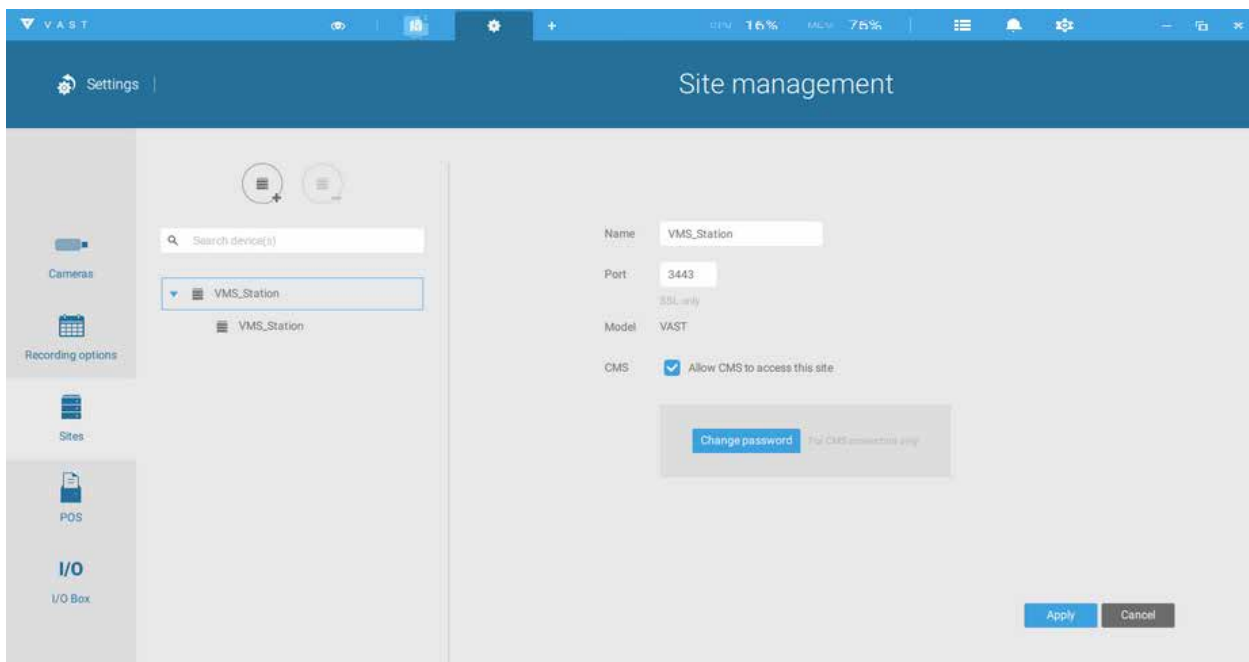 VAST
CPU 16% MEM 76%
Settings
Site management
Search device(s)
Cameras
Recording options
Sites
POS
I/O
I/O Box
VMS_Station
VMS_Station
Name VMS_Station
Port 3443
SSL only
Model VAST
CMS Allow CMS to access this site
Change password For CMS connection only
Apply Cancel